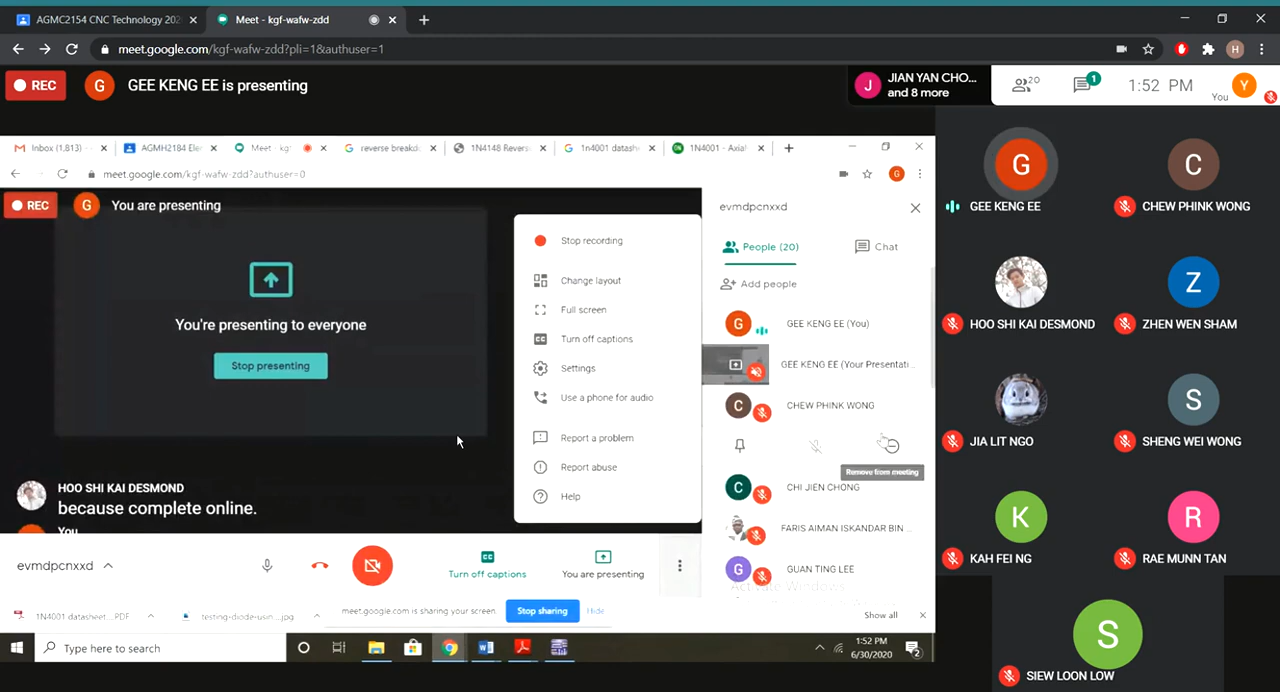 AGMC2154 CNC Technology 202
Meet - kgf-wafw-zdd
meet.google.com/kgf-wafw-zdd?pli=1&authuser=1
H
REC
G
GEE KENG EE is presenting
J
JIAN YAN CHO...
and 8 more
20
1
1:52 PM
You
Y
Inbox (1,813) -
AGMH2184 Ele
Meet - kg
reverse breakd
1N4148 Revers
1n4001 datash
ON
1N4001 - Axial
meet.google.com/kgf-wafw-zdd?authuser=0
G
REC
G
You are presenting
You're presenting to everyone
Stop presenting
HOO SHI KAI DESMOND
because complete online.
You
Stop recording
Change layout
Full screen
CC
Turn off captions
Settings
Use a phone for audio
Report a problem
Report abuse
Help
evmdpcnxxd
People (20)
Chat
Add people
G
GEE KENG EE (You)
GEE KENG EE (Your Presentati...
C
CHEW PHINK WONG
Remove from meeting
C
CHI JIEN CHONG
FARIS AIMAN ISKANDAR BIN ...
G
GUAN TING LEE
Activate Windows
evmdpcnxxd
CC
Turn off captions
You are presenting
1N4001 datasheet....PDF
testing-diode-usin....jpg
meet.google.com is sharing your screen
Stop sharing
Hide
Show all
Type here to search
1:52 PM
6/30/2020
2
G
GEE KENG EE
C
CHEW PHINK WONG
HOO SHI KAI DESMOND
Z
ZHEN WEN SHAM
JIA LIT NGO
S
SHENG WEI WONG
K
KAH FEI NG
R
RAE MUNN TAN
S
SIEW LOON LOW